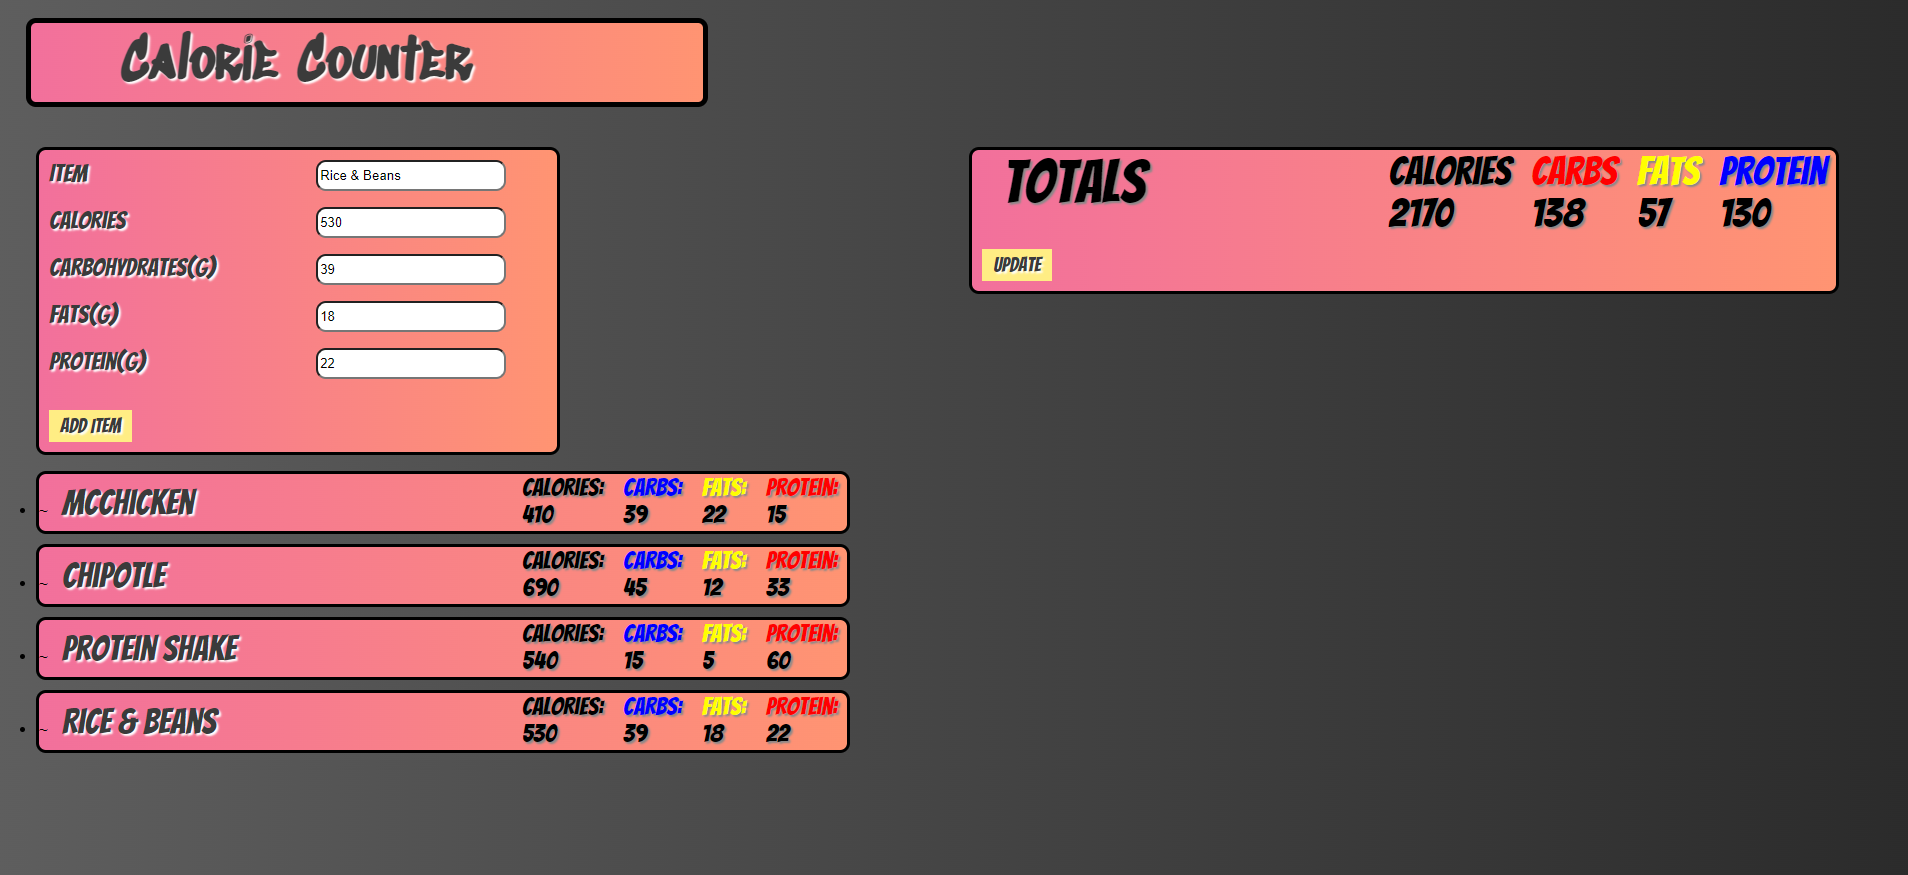 Calorie Counter
ITEM Rice & Beans
CALORIES 530
CARBOHYDRATES(G) 39
FATS(G) 18
PROTEIN(G) 22
ADD ITEM
TOTALS CALORIES CARBS FATS PROTEIN
2170 138 57 130
UPDATE
~ MCCHICKEN CALORIES: CARBS: FATS: PROTEIN:
410 39 22 15
~ CHIPOTLE CALORIES: CARBS: FATS: PROTEIN:
690 45 12 33
~ PROTEIN SHAKE CALORIES: CARBS: FATS: PROTEIN:
540 15 5 60
~ RICE & BEANS CALORIES: CARBS: FATS: PROTEIN:
530 39 18 22